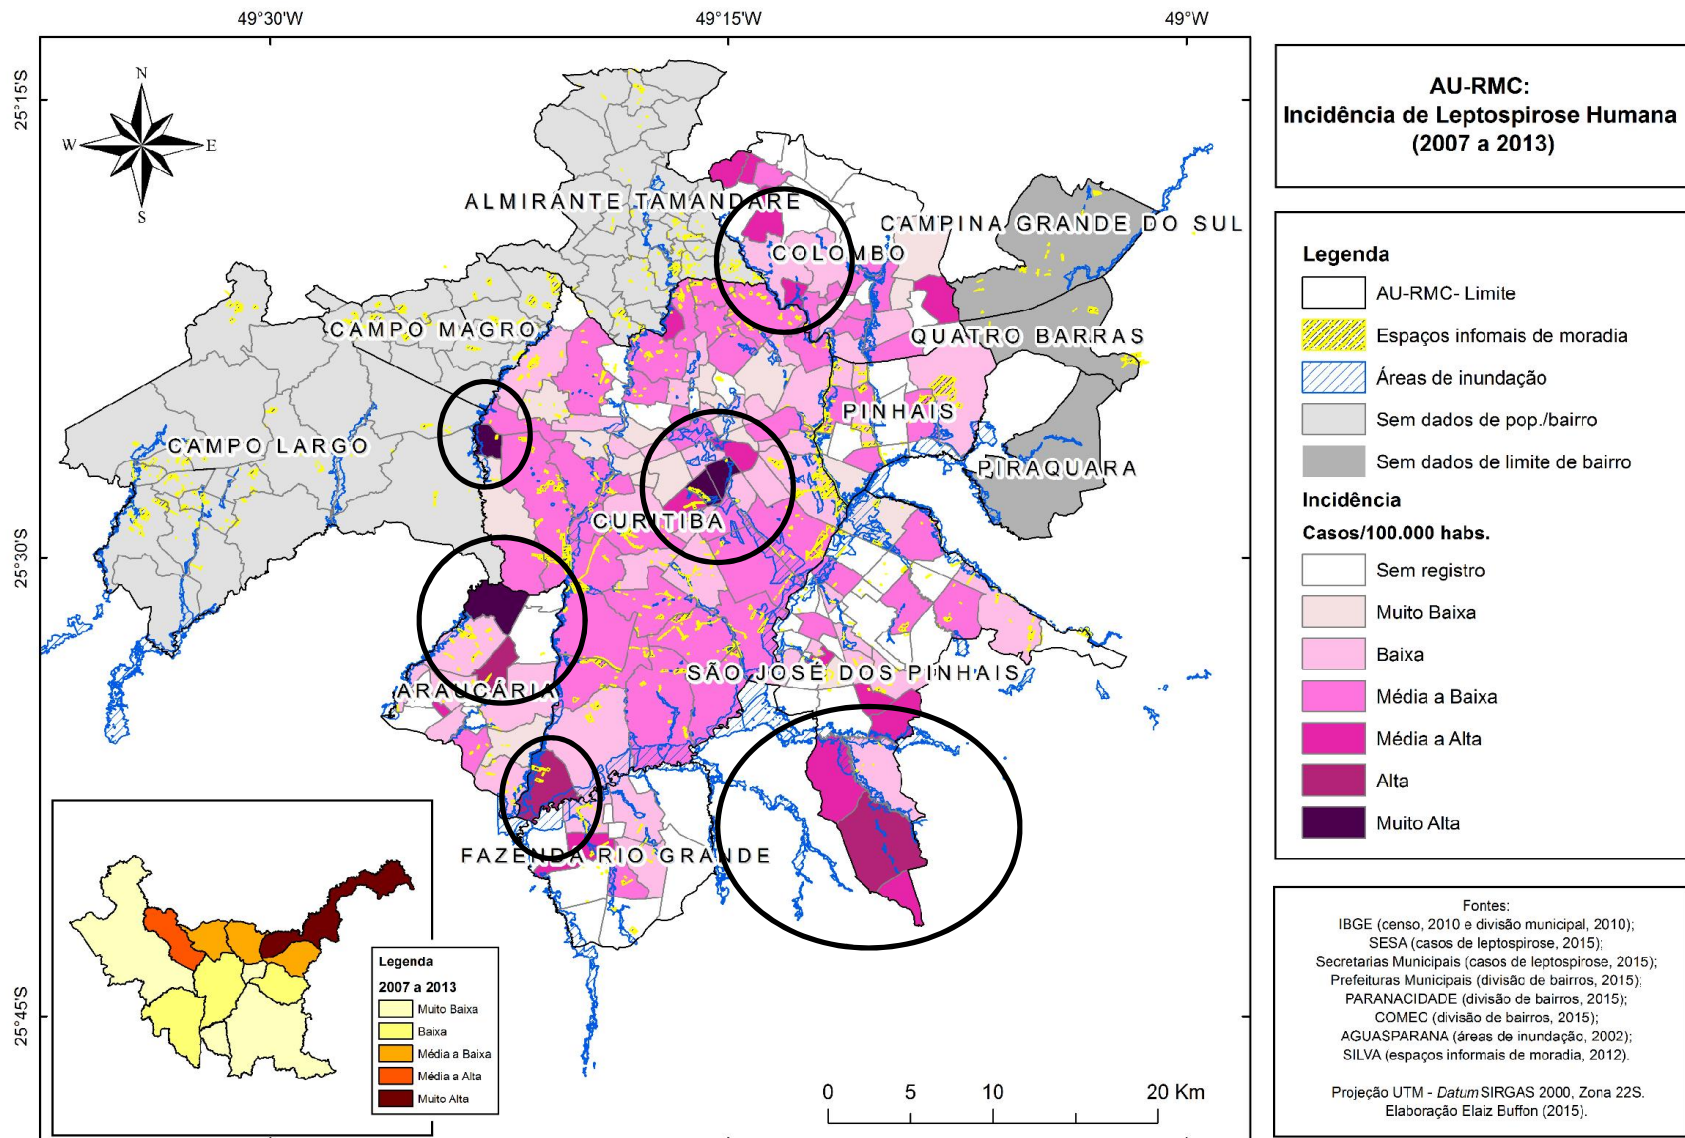 49°30'W
49°15'W
49°W
25°15'S
25°30'S
25°45'S
N
W
E
S
ALMIRANTE TAMANDARÉ
CAMPINA GRANDE DO SUL
COLOMBO
CAMPO MAGRO
QUATRO BARRAS
PINHAIS
CAMPO LARGO
PIRAQUARA
CURITIBA
SÃO JOSÉ DOS PINHAIS
ARAUCÁRIA
FAZENDA RIO GRANDE
Legenda
2007 a 2013
Muito Baixa
Baixa
Média a Baixa
Média a Alta
Muito Alta
0 5 10 20 Km
AU-RMC:
Incidência de Leptospirose Humana
(2007 a 2013)
Legenda
AU-RMC- Limite
Espaços infomais de moradia
Áreas de inundação
Sem dados de pop./bairro
Sem dados de limite de bairro
Incidência
Casos/100.000 habs.
Sem registro
Muito Baixa
Baixa
Média a Baixa
Média a Alta
Alta
Muito Alta
Fontes:
IBGE (censo, 2010 e divisão municipal, 2010);
SESA (casos de leptospirose, 2015);
Secretarias Municipais (casos de leptospirose, 2015);
Prefeituras Municipais (divisão de bairros, 2015);
PARANACIDADE (divisão de bairros, 2015);
COMEC (divisão de bairros, 2015);
AGUASPARANA (áreas de inundação, 2002);
SILVA (espaços informais de moradia, 2012).
Projeção UTM - Datum SIRGAS 2000, Zona 22S.
Elaboração Elaiz Buffon (2015).